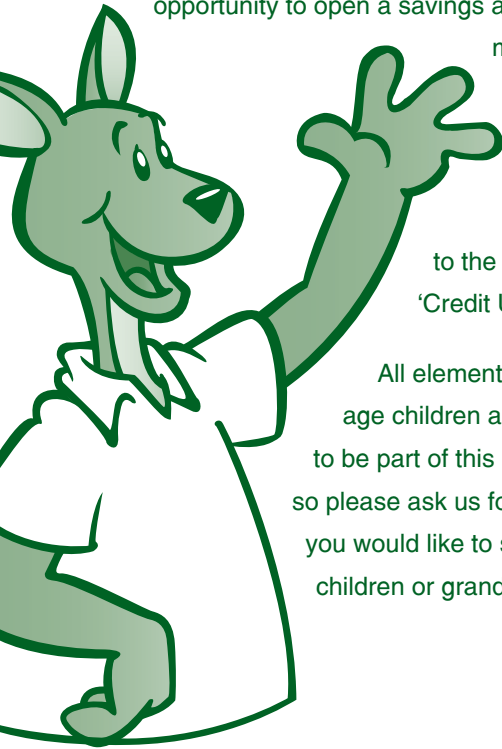 opportunity to open a savings a
to the
‘Credit U
All element
age children a
to be part of this
so please ask us fo
you would like to s
children or grand